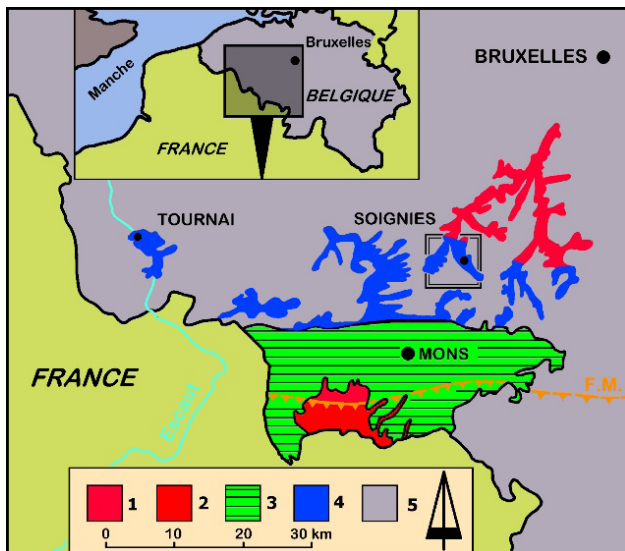 Bruxelles
Manche
BELGIQUE
FRANCE
BRUXELLES
TOURNAI
SOIGNIES
MONS
FRANCE
F.M.
Escaut
1 2 3 4 5
0 10 20 30 km